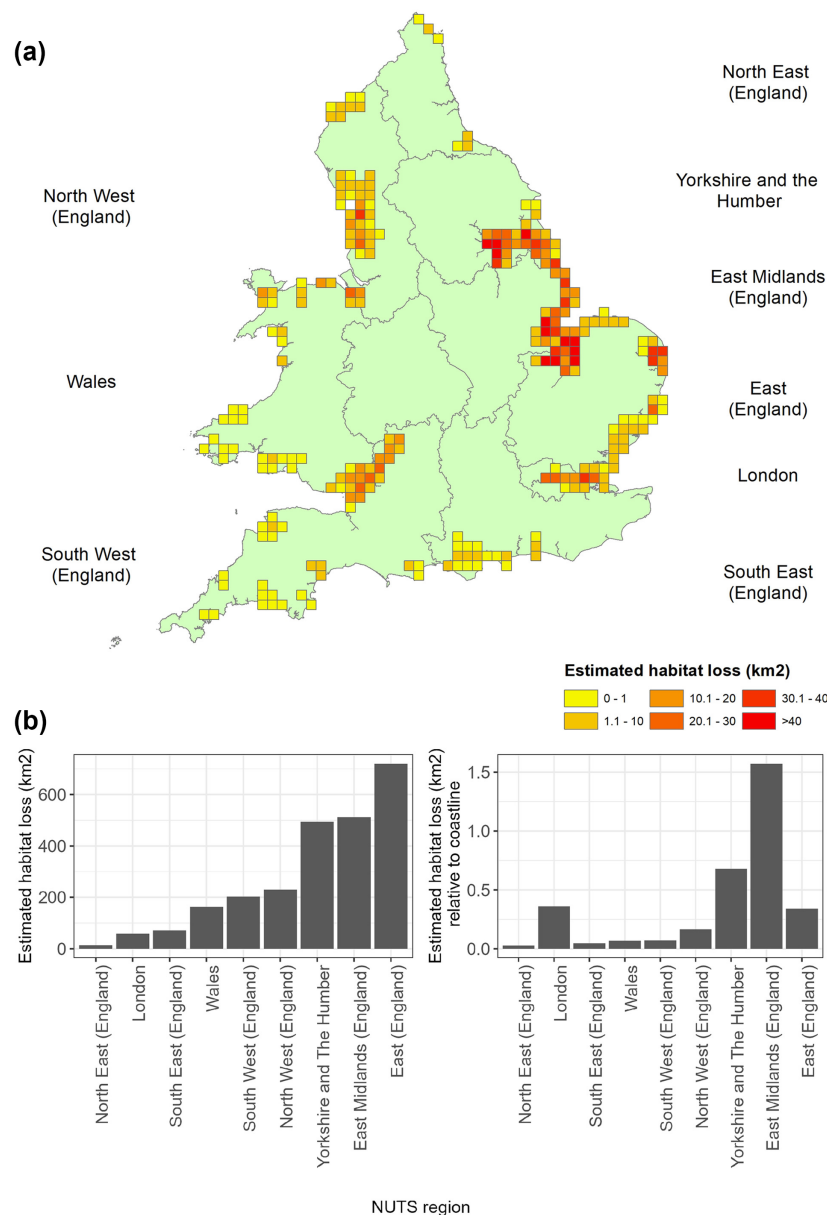 (a)
North East
(England)
Yorkshire and the
Humber
North West
(England)
East Midlands
(England)
Wales
East
(England)
London
South West
(England)
South East
(England)
Estimated habitat loss (km2)
0 - 1
10.1 - 20
30.1 - 40
1.1 - 10
20.1 - 30
>40
(b)
Estimated habitat loss (km2)
600
400
200
0
North East (England)
London
South East (England)
Wales
South West (England)
North West (England)
Yorkshire and The Humber
East Midlands (England)
East (England)
Estimated habitat loss (km2)
relative to coastline
1.5
1.0
0.5
0.0
North East (England)
London
South East (England)
Wales
South West (England)
North West (England)
Yorkshire and The Humber
East Midlands (England)
East (England)
NUTS region